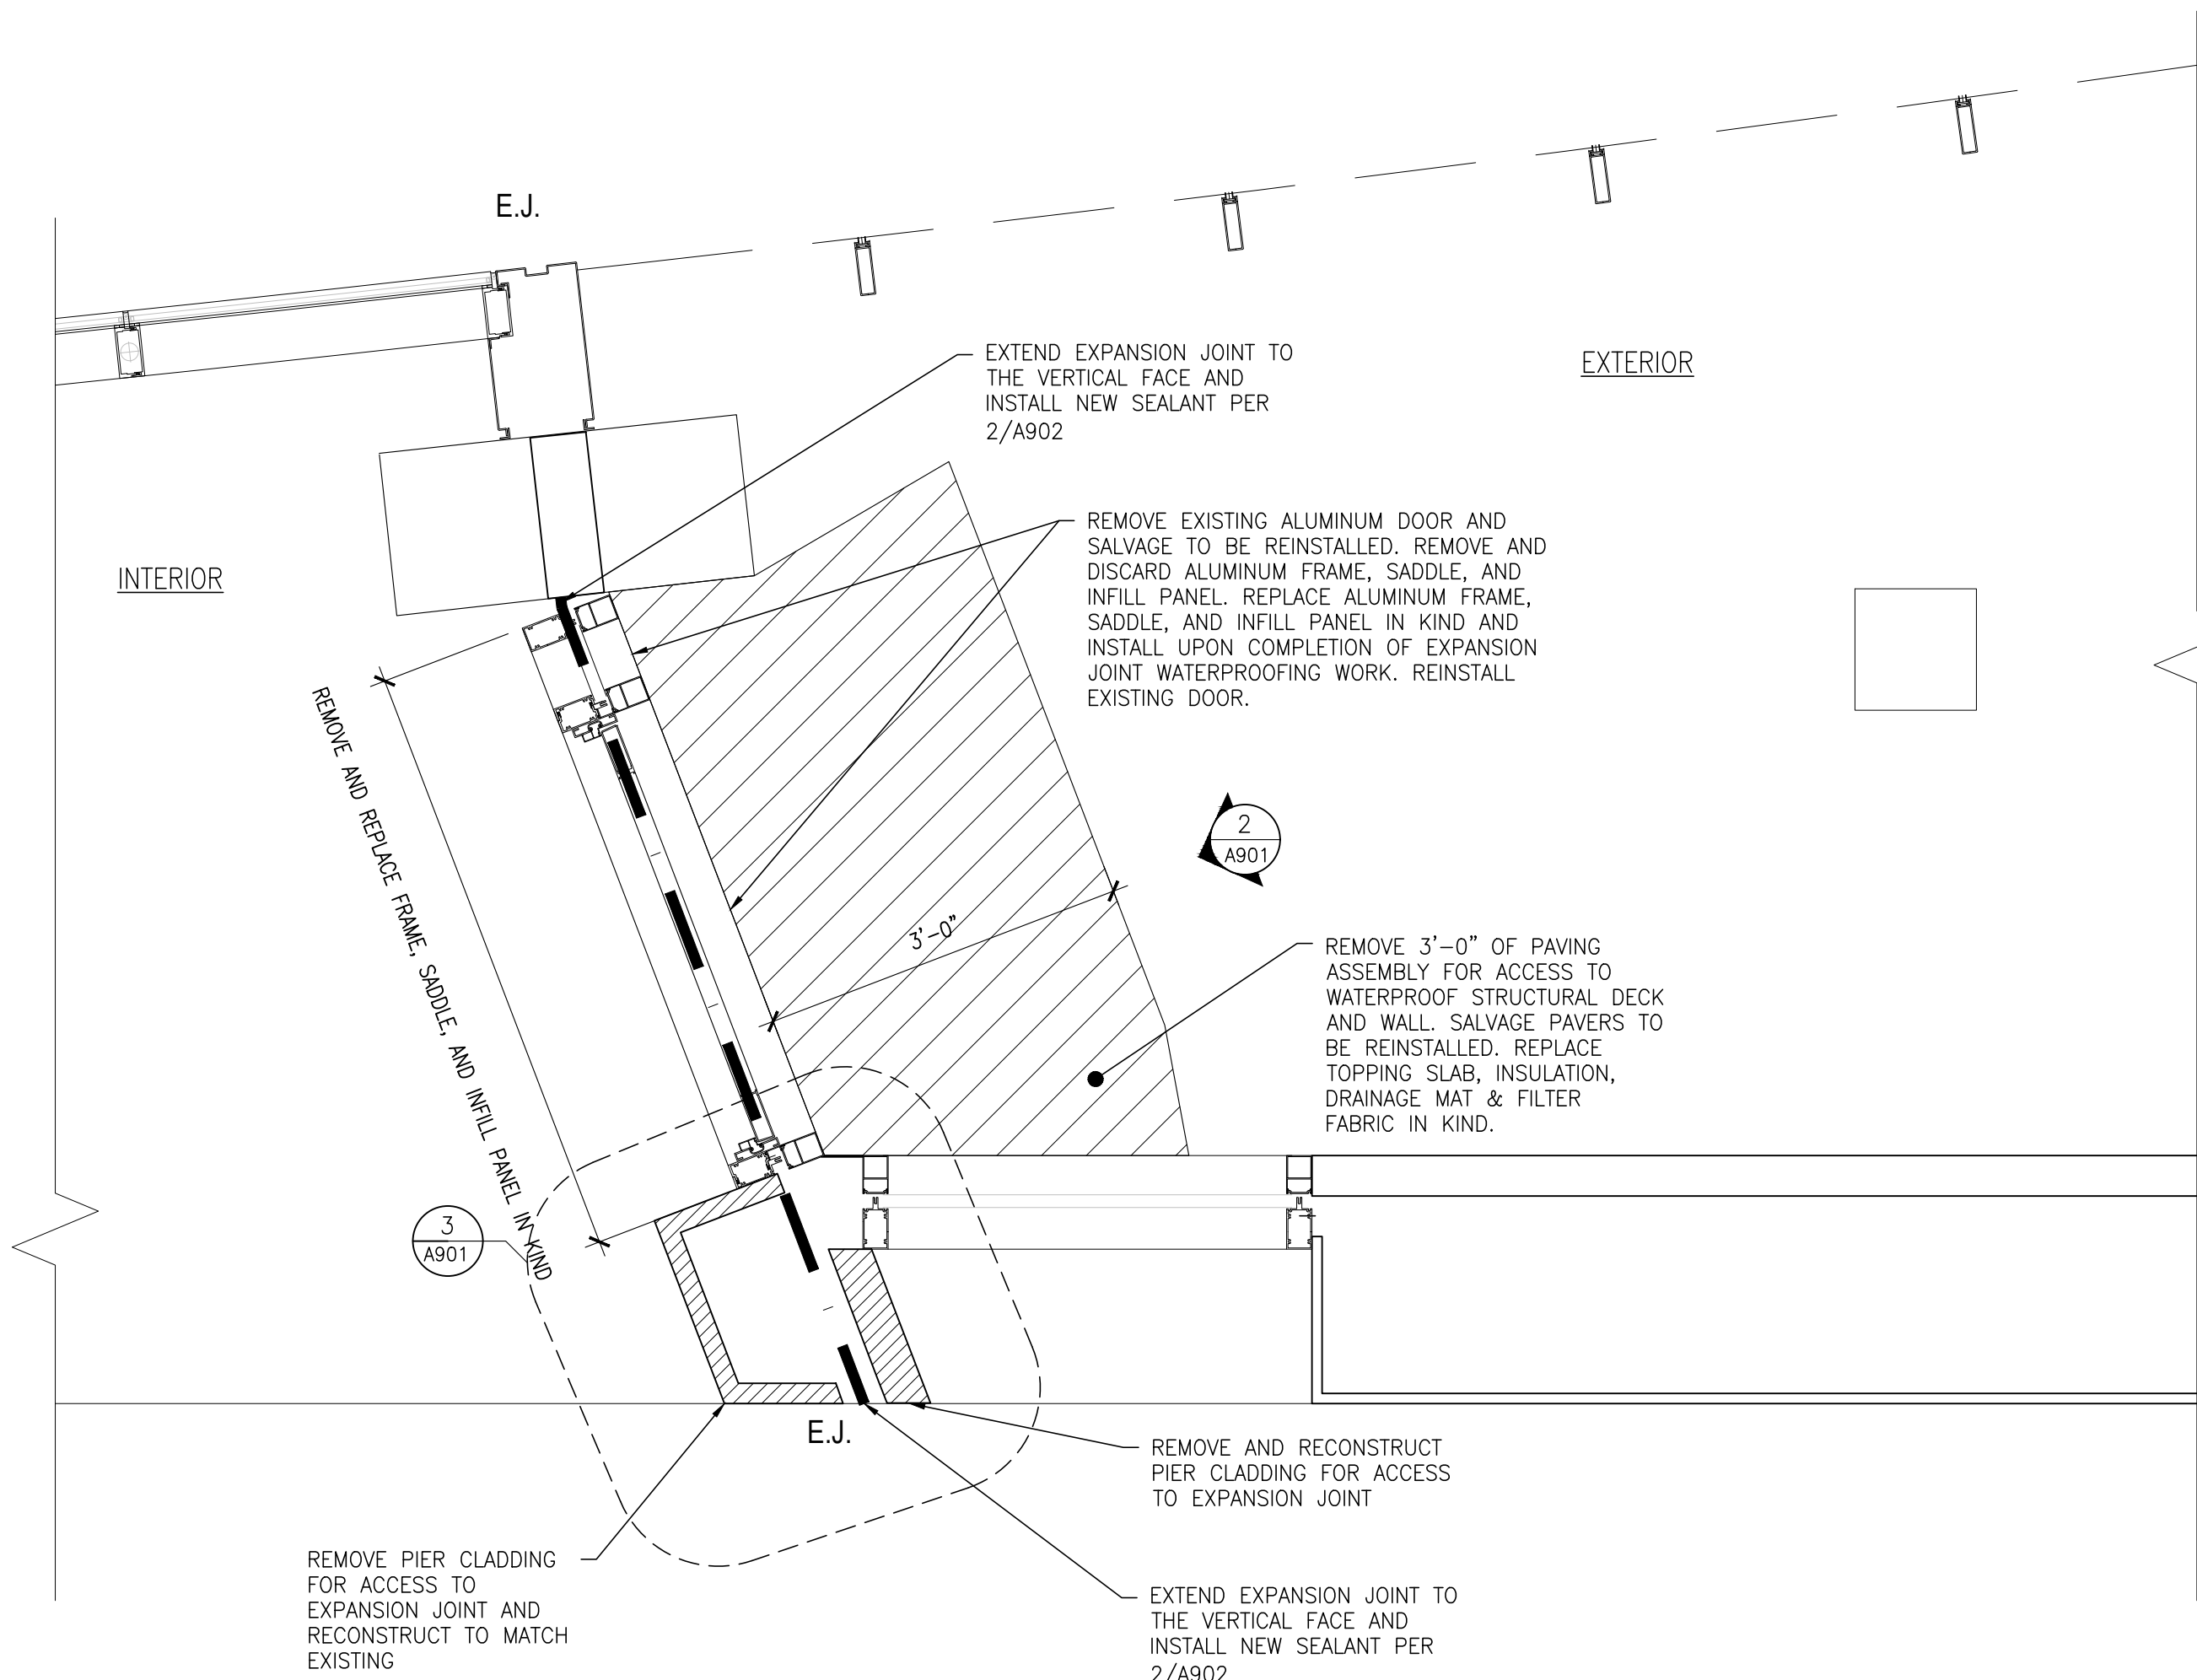 E.J.
EXTEND EXPANSION JOINT TO
THE VERTICAL FACE AND
INSTALL NEW SEALANT PER
2/A902
EXTERIOR
REMOVE EXISTING ALUMINUM DOOR AND
SALVAGE TO BE REINSTALLED. REMOVE AND
DISCARD ALUMINUM FRAME, SADDLE, AND
INFILL PANEL. REPLACE ALUMINUM FRAME,
SADDLE, AND INFILL PANEL IN KIND AND
INSTALL UPON COMPLETION OF EXPANSION
JOINT WATERPROOFING WORK. REINSTALL
EXISTING DOOR.
INTERIOR
REMOVE AND REPLACE FRAME, SADDLE, AND INFILL PANEL IN KIND
2
A901
3'-0"
REMOVE 3'-0" OF PAVING
ASSEMBLY FOR ACCESS TO
WATERPROOF STRUCTURAL DECK
AND WALL. SALVAGE PAVERS TO
BE REINSTALLED. REPLACE
TOPPING SLAB, INSULATION,
DRAINAGE MAT & FILTER
FABRIC IN KIND.
3
A901
E.J.
REMOVE AND RECONSTRUCT
PIER CLADDING FOR ACCESS
TO EXPANSION JOINT
REMOVE PIER CLADDING
FOR ACCESS TO
EXPANSION JOINT AND
RECONSTRUCT TO MATCH
EXISTING
EXTEND EXPANSION JOINT TO
THE VERTICAL FACE AND
INSTALL NEW SEALANT PER
2/A902